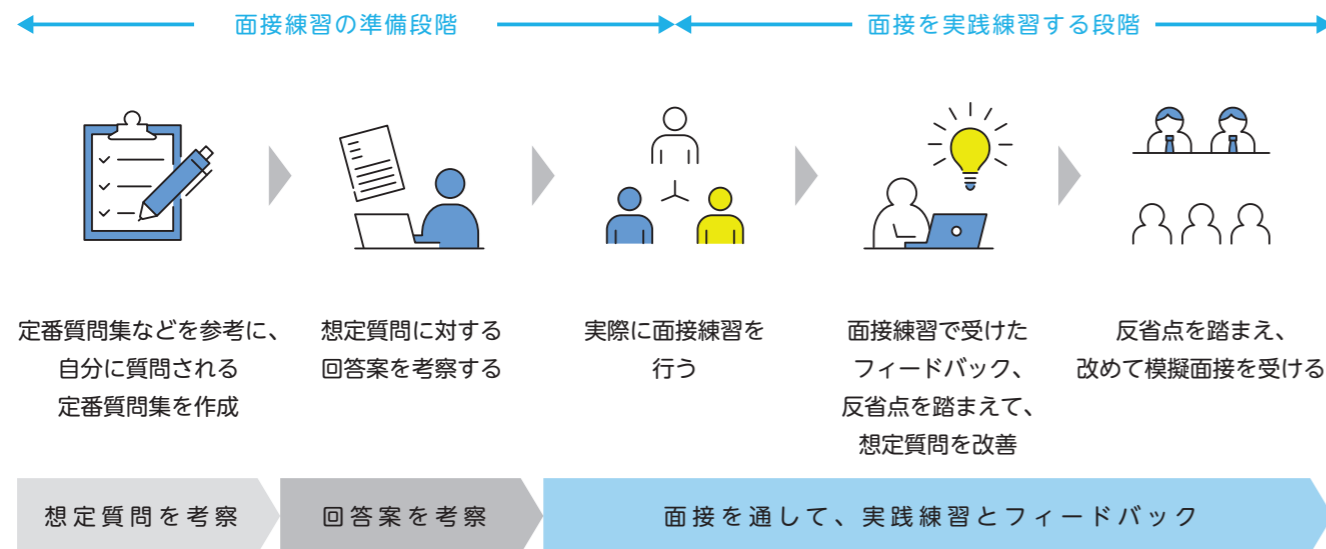 面接練習の準備段階
面接を実践練習する段階
定番質問集などを参考に、
自分に質問される
定番質問集を作成
想定質問に対する
回答案を考察する
実際に面接練習を
行う
面接練習で受けた
フィードバック、
反省点を踏まえて、
想定質問を改善
反省点を踏まえ、
改めて模擬面接を受ける
想定質問を考察
回答案を考察
面接を通して、実践練習とフィードバック